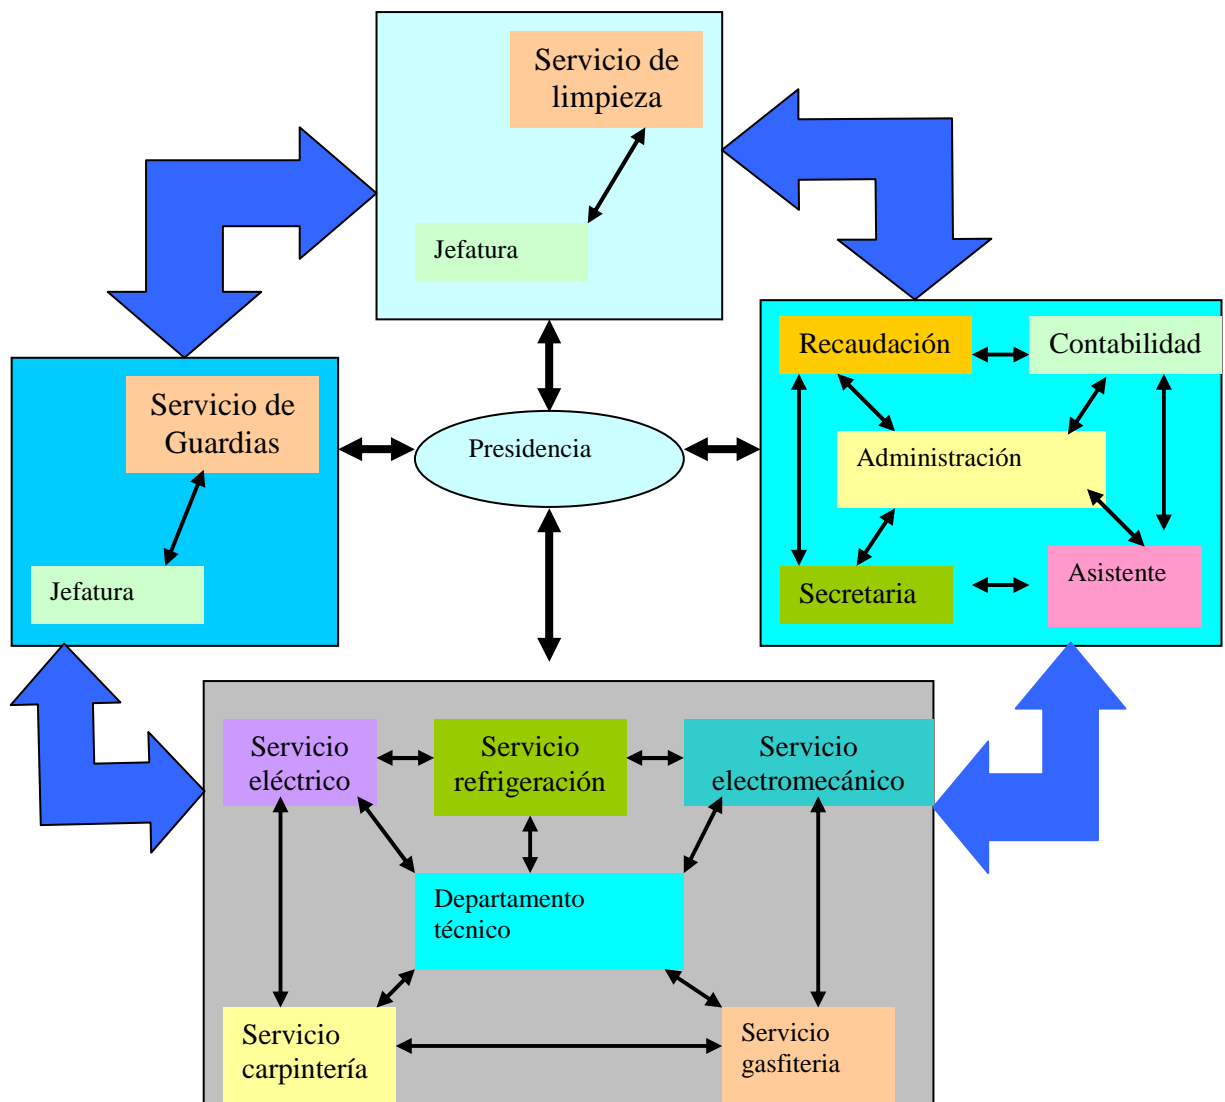 Servicio de
limpieza
Jefatura
Recaudación
Contabilidad
Servicio de
Guardias
Presidencia
Administración
Jefatura
Secretaria
Asistente
Servicio
eléctrico
Servicio
refrigeración
Servicio
electromecánico
Departamento
técnico
Servicio
carpintería
Servicio
gasfiteria